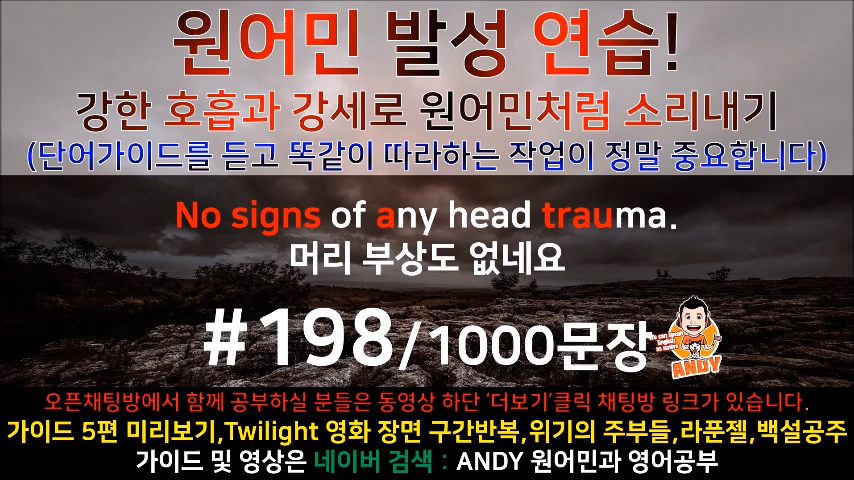 원어민 발성 연습!
강한 호흡과 강세로 원어민처럼 소리내기
(단어가이드를 듣고 똑같이 따라하는 작업이 정말 중요합니다)
No signs of any head trauma.
머리 부상도 없네요
#198/1000문장
We can speak
English
as native
ANDY
오픈채팅방에서 함께 공부하실 분들은 동영상 하단 '더보기'클릭 채팅방 링크가 있습니다.
가이드 5편 미리보기,Twilight 영화 장면 구간반복,위기의 주부들,라푼젤,백설공주
가이드 및 영상은 네이버 검색 : ANDY 원어민과 영어공부